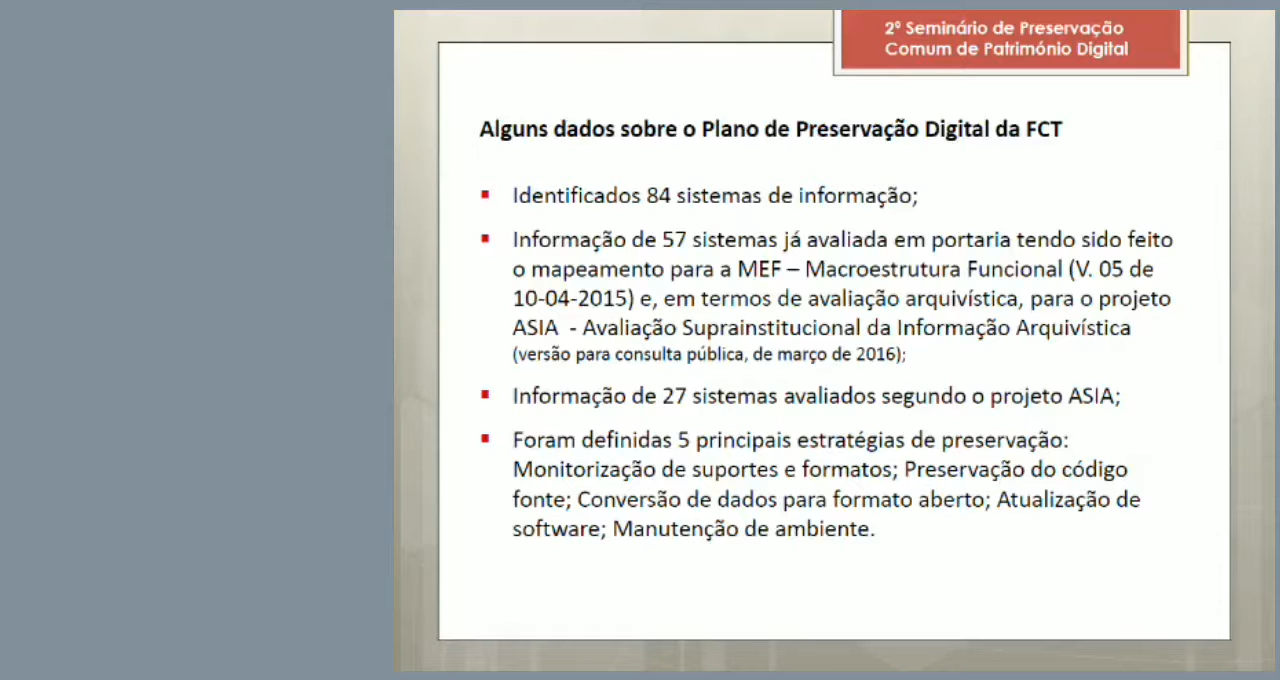 2º Seminário de Preservação
Comum de Património Digital
Alguns dados sobre o Plano de Preservação Digital da FCT
Identificados 84 sistemas de informação;
Informação de 57 sistemas já avaliada em portaria tendo sido feito
o mapeamento para a MEF – Macroestrutura Funcional (V. 05 de
10-04-2015) e, em termos de avaliação arquivística, para o projeto
ASIA - Avaliação Suprainstitucional da Informação Arquivística
(versão para consulta pública, de março de 2016);
Informação de 27 sistemas avaliados segundo o projeto ASIA;
Foram definidas 5 principais estratégias de preservação:
Monitorização de suportes e formatos; Preservação do código
fonte; Conversão de dados para formato aberto; Atualização de
software; Manutenção de ambiente.